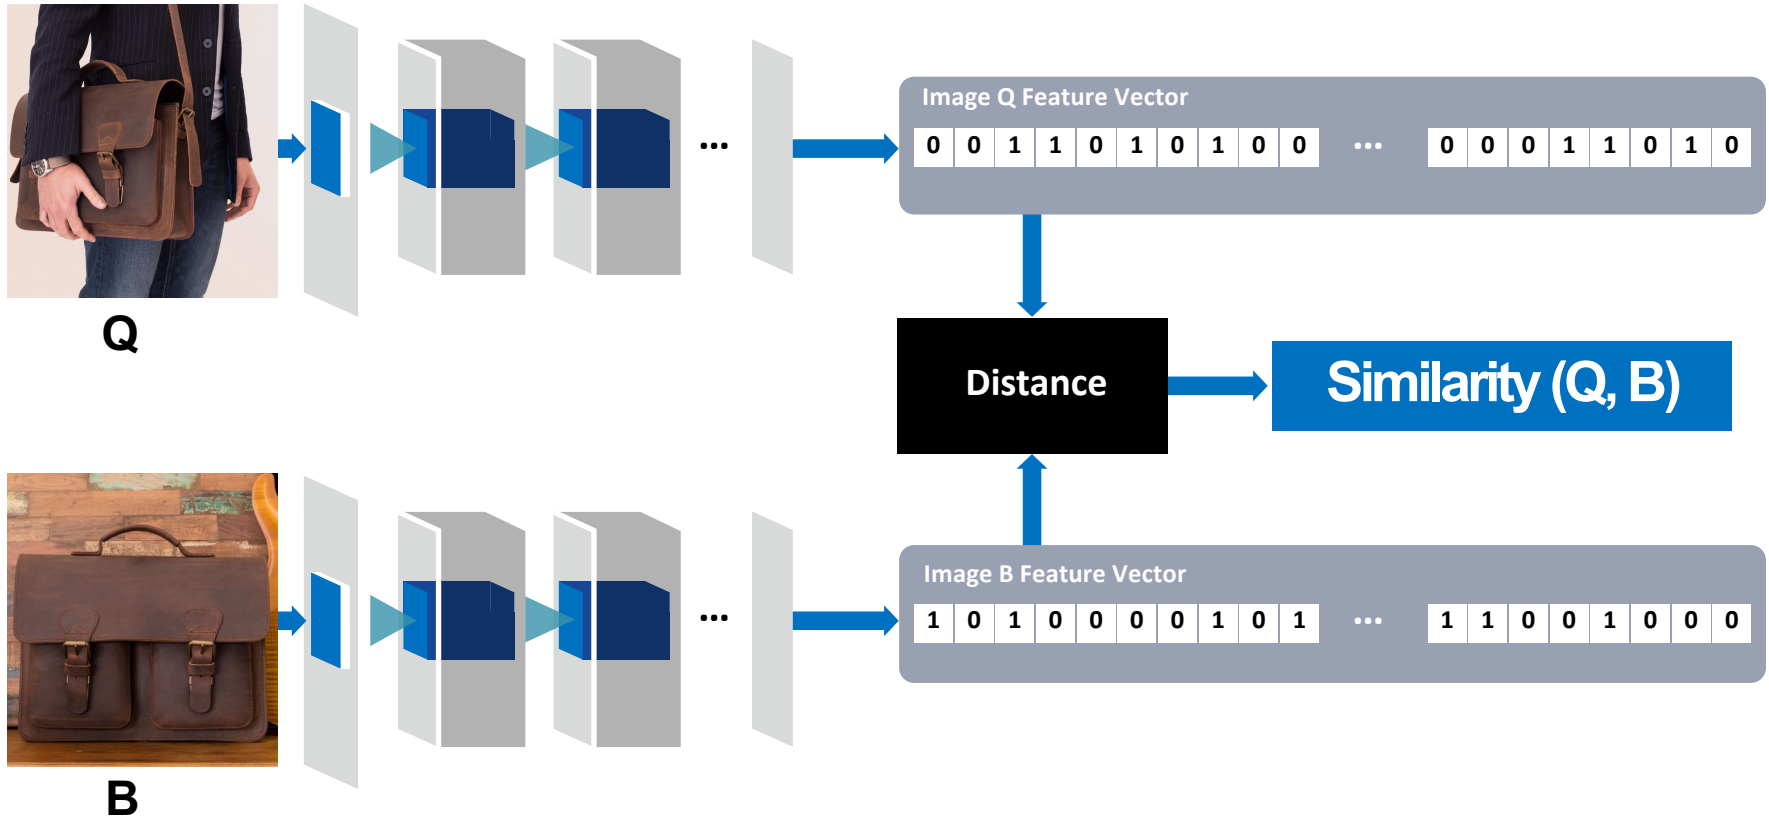 Q
...
Image Q Feature Vector
0 0 1 1 0 1 0 1 0 0 ... 0 0 0 1 1 0 1 0
Distance
Similarity (Q, B)
B
...
Image B Feature Vector
1 0 1 0 0 0 0 1 0 1 ... 1 1 0 0 1 0 0 0